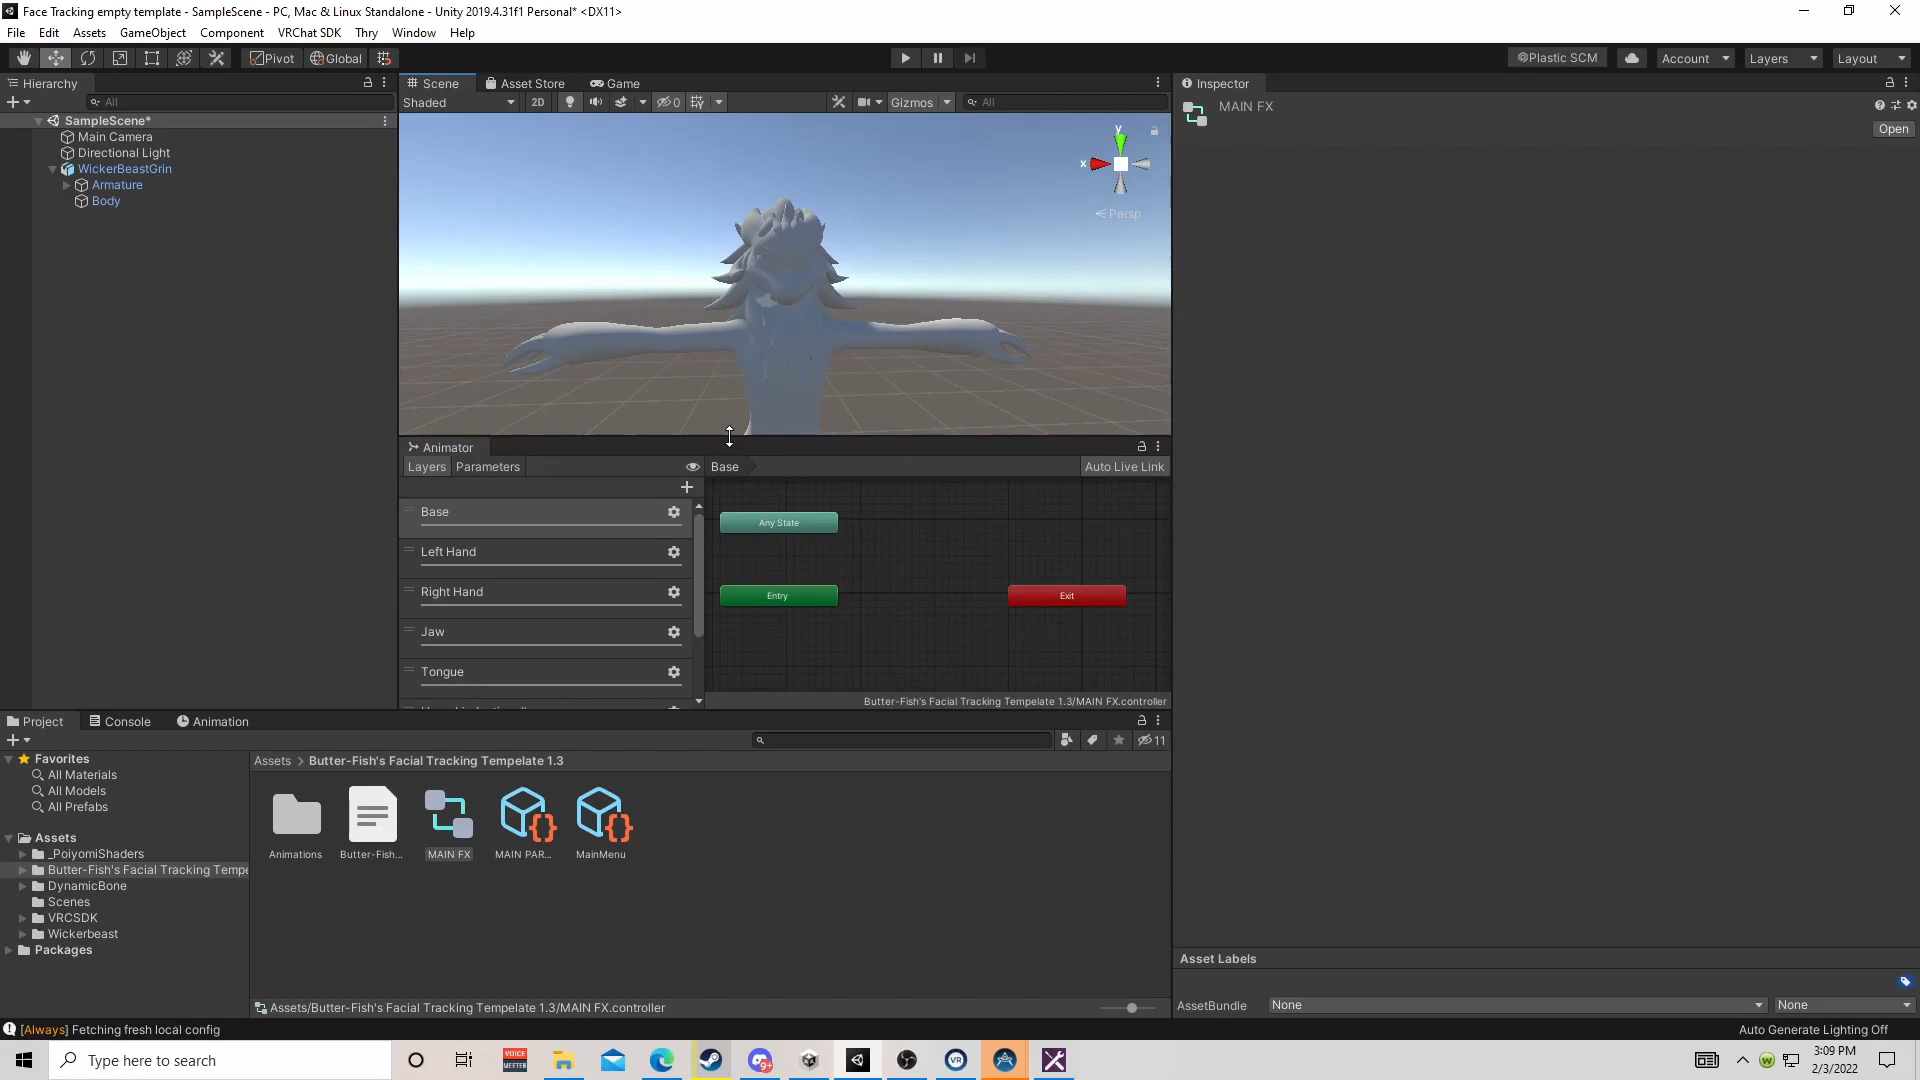 Face Tracking empty template - SampleScene - PC, Mac & Linux Standalone - Unity 2019.4.31f1 Personal* <DX11>
File Edit Assets GameObject Component VRChat SDK Thry Window Help
Pivot Global Plastic SCM Account Layers Layout
Hierarchy
All
SampleScene*
Main Camera
Directional Light
WickerBeastGrin
Armature
Body
Scene Asset Store Game
Shaded 2D 0 Gizmos All
y
x
Persp
Animator
Layers Parameters Base Auto Live Link
Base
Left Hand
Right Hand
Jaw
Tongue
Any State
Entry
Exit
Butter-Fish's Facial Tracking Tempelate 1.3/MAIN FX.controller
Inspector
MAIN FX
Open
Project Console Animation
11
Favorites
All Materials
All Models
All Prefabs
Assets
_PoiyomiShaders
Butter-Fish's Facial Tracking Tempe
DynamicBone
Scenes
VRCSDK
Wickerbeast
Packages
Assets > Butter-Fish's Facial Tracking Tempelate 1.3
Animations Butter-Fish... MAIN FX MAIN PAR... MainMenu
Assets/Butter-Fish's Facial Tracking Tempelate 1.3/MAIN FX.controller
Asset Labels
AssetBundle None None
[Always] Fetching fresh local config
Auto Generate Lighting Off
Type here to search
VOICE
MEETER
9+
VR
3:09 PM
2/3/2022